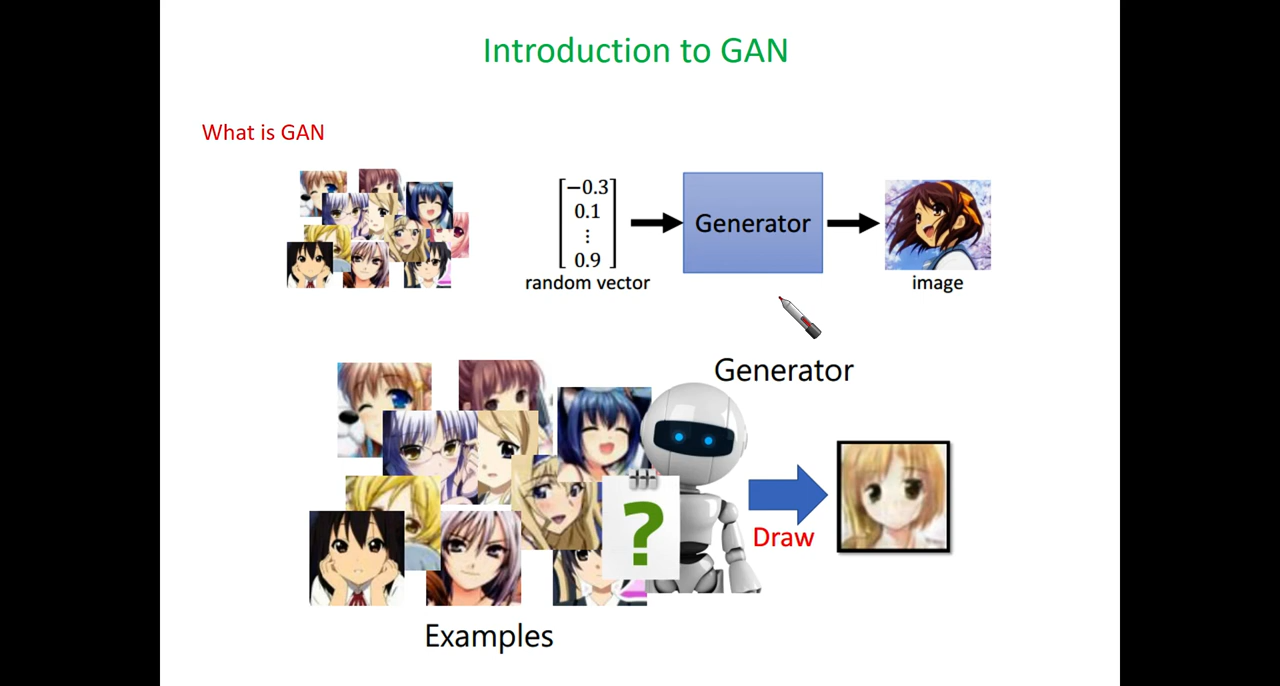 Introduction to GAN
What is GAN
−0.3
0.1
⋮
0.9
random vector
Generator
image
Generator
?
Draw
Examples